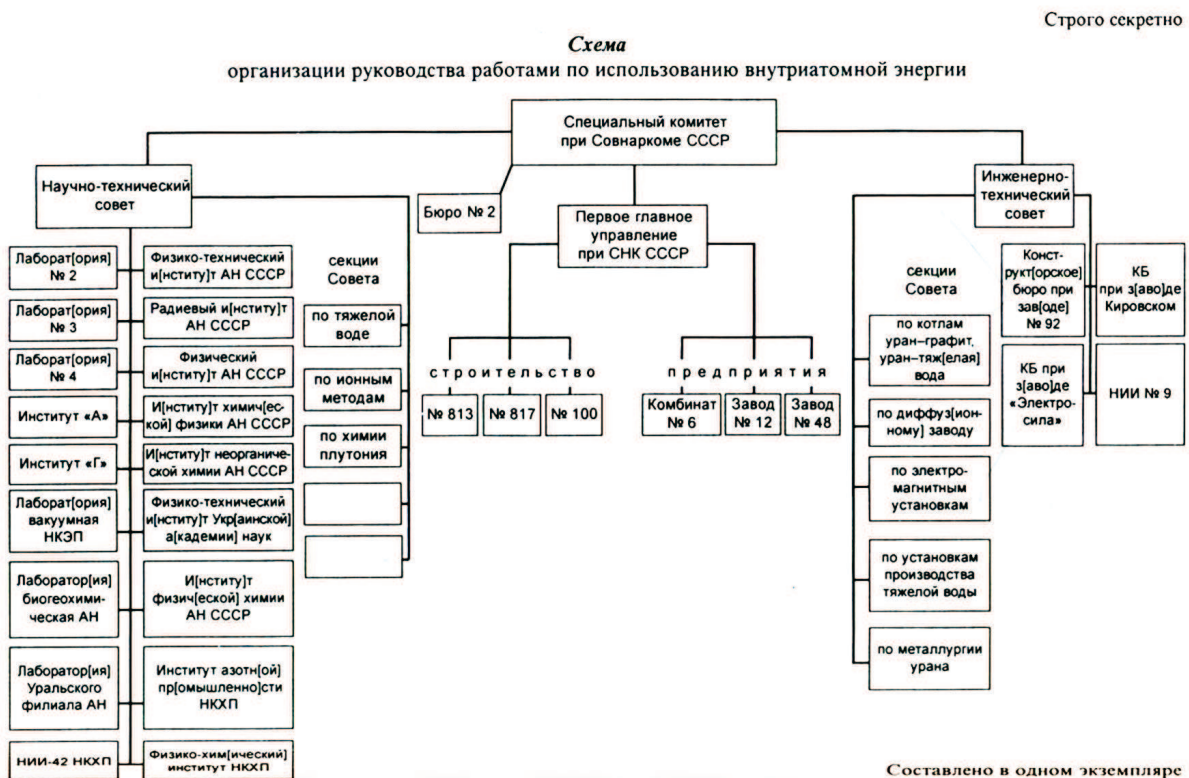 Строго секретно
Схема
организации руководства работами по использованию внутриатомной энергии
Специальный комитет
при Совнаркоме СССР
Научно-технический
совет
Бюро № 2
Первое главное
управление
при СНК СССР
Инженерно-
технический
совет
Лаборат[ория]
№ 2
Физико-технический
и[нститу]т АН СССР
Лаборат[ория]
№ 3
Радиевый и[нститу]т
АН СССР
Лаборат[ория]
№ 4
Физический
и[нститу]т АН СССР
Институт «А»
И[нститу]т химич[ес-
кой] физики АН СССР
Институт «Г»
И[нститу]т неорганиче-
ской химии АН СССР
Лаборат[ория]
вакуумная
НКЭП
Физико-технический
и[нститу]т Укр[аинской]
а[кадемии] наук
Лаборатор[ия]
биогеохими-
ческая АН
И[нститу]т
физич[еской] химии
АН СССР
Лаборатор[ия]
Уральского
филиала АН
Институт азотн[ой]
пр[омышленно]сти
НКХП
НИИ-42 НКХП
Физико-хим[ический]
институт НКХП
секции
Совета
по тяжелой
воде
по ионным
методам
по химии
плутония
строительство
№ 813
№ 817
№ 100
предприятия
Комбинат
№ 6
Завод
№ 12
Завод
№ 48
секции
Совета
по котлам
уран–графит,
уран–тяж[елая]
вода
по диффуз[ион-
ному] заводу
по электро-
магнитным
установкам
по установкам
производства
тяжелой воды
по металлургии
урана
Конст-
рукт[орское]
бюро при
зав[оде]
№ 92
КБ
при з[аво]де
Кировском
КБ при
з[аво]де
«Электро-
сила»
НИИ № 9
Составлено в одном экземпляре